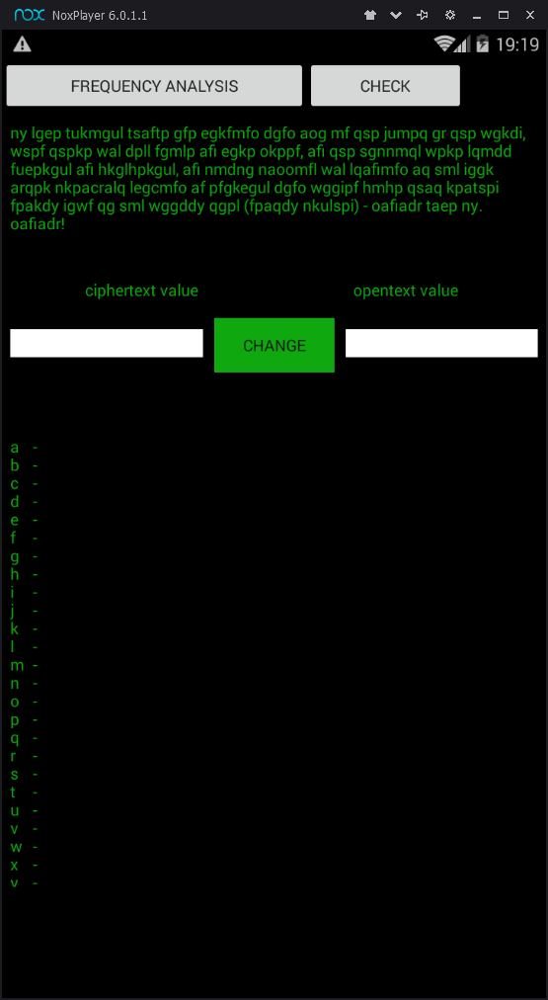 nox NoxPlayer 6.0.1.1
19:19
FREQUENCY ANALYSIS CHECK
ny lgep tukmgul tsaftp gfp egkfmfo dgfo aog mf qsp jumpq gr qsp wgkdi,
wspf qspkp wal dpll fgmlp afi egkp okppf, afi qsp sgnnmql wpkp lqmdd
fuepkgul afi hkglhpkgul, afi nmdng naoomfl wal lqafimfo aq sml iggk
arqpk nkpacralq legcmfo af pfgkegul dgfo wggipf hmhp qsaq kpatspi
fpakdy igwf qg sml wggddy qgpl (fpaqdy nkulspi) - oafiadr taep ny.
oafiadr!
ciphertext value opentext value
CHANGE
a -
b -
c -
d -
e -
f -
g -
h -
i -
j -
k -
l -
m -
n -
o -
p -
q -
r -
s -
t -
u -
v -
w -
x -
y -